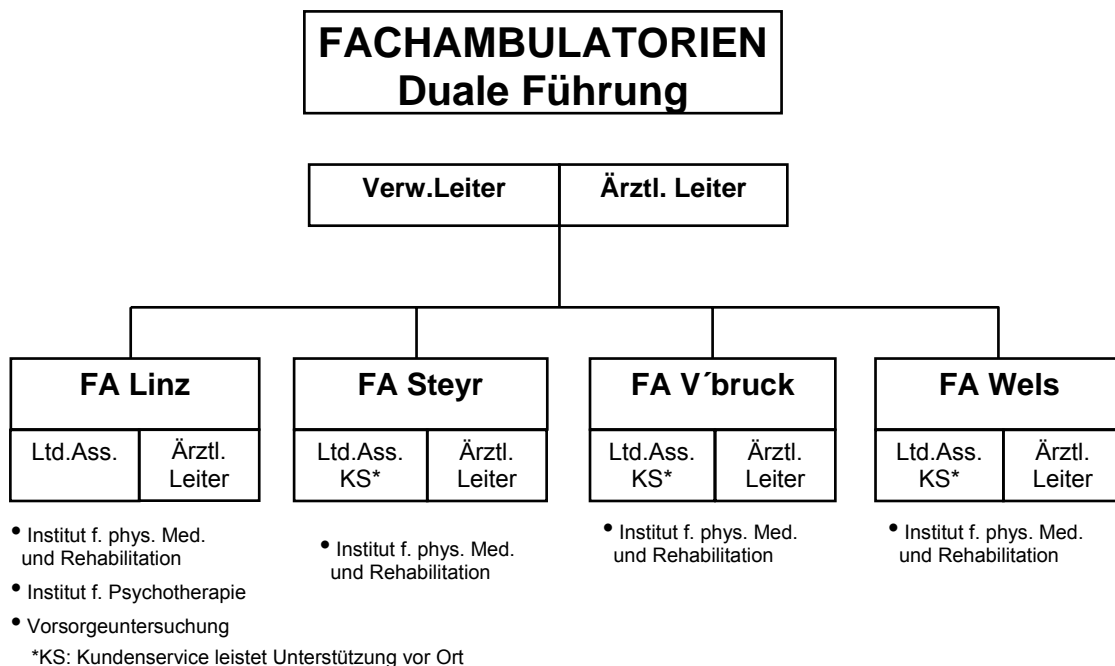 FACHAMBULATORIEN
Duale Führung
Verw.Leiter
Ärztl. Leiter
FA Linz
Ltd.Ass.
Ärztl.
Leiter
• Institut f. phys. Med.
und Rehabilitation
• Institut f. Psychotherapie
• Vorsorgeuntersuchung
FA Steyr
Ltd.Ass.
KS*
Ärztl.
Leiter
• Institut f. phys. Med.
und Rehabilitation
FA V´bruck
Ltd.Ass.
KS*
Ärztl.
Leiter
• Institut f. phys. Med.
und Rehabilitation
FA Wels
Ltd.Ass.
KS*
Ärztl.
Leiter
• Institut f. phys. Med.
und Rehabilitation
*KS: Kundenservice leistet Unterstützung vor Ort